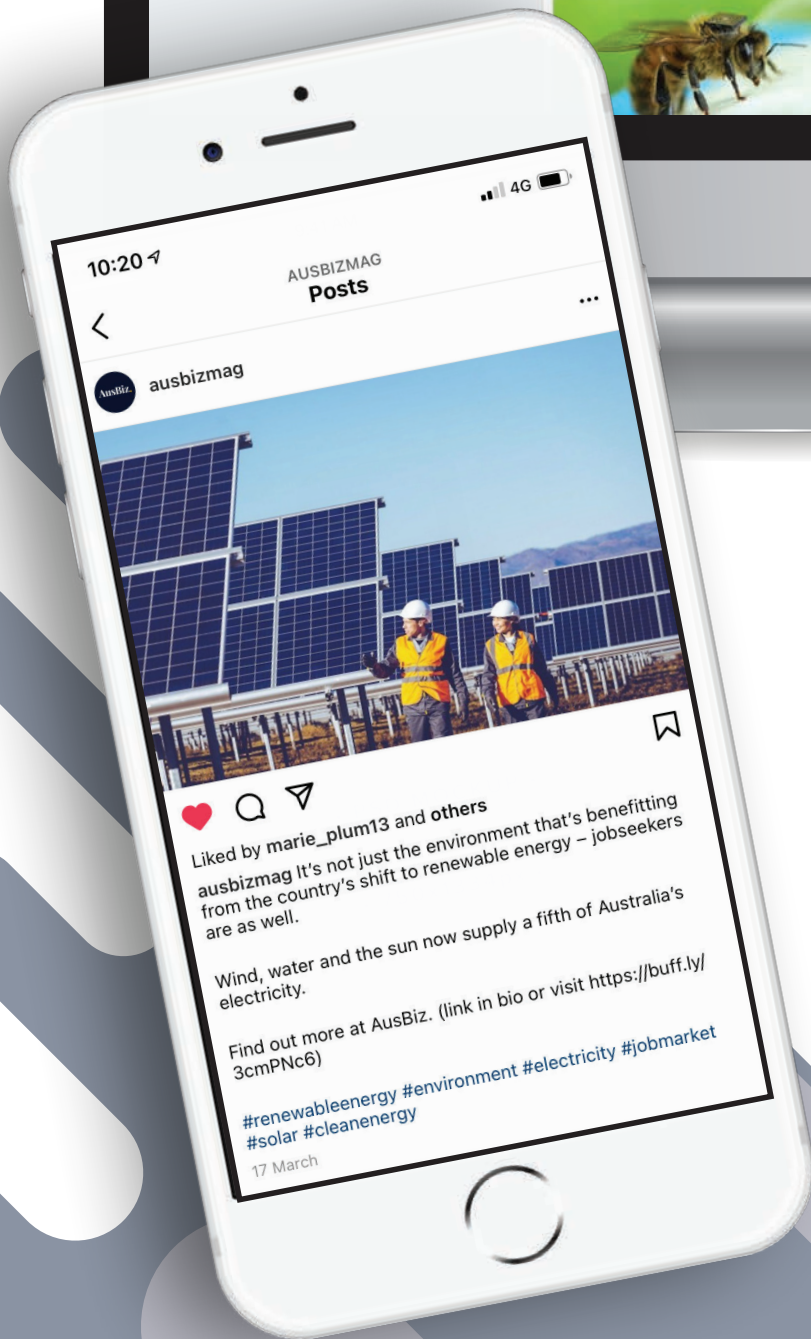 10:20
4G
AUSBIZMAG
Posts
AusBiz.
ausbizmag
Liked by marie_plum13 and others
ausbizmag It's not just the environment that's benefitting
from the country's shift to renewable energy – jobseekers
are as well.
Wind, water and the sun now supply a fifth of Australia's
electricity.
Find out more at AusBiz. (link in bio or visit https://buff.ly/
3cmPNc6)
#renewableenergy #environment #electricity #jobmarket
#solar #cleanenergy
17 March